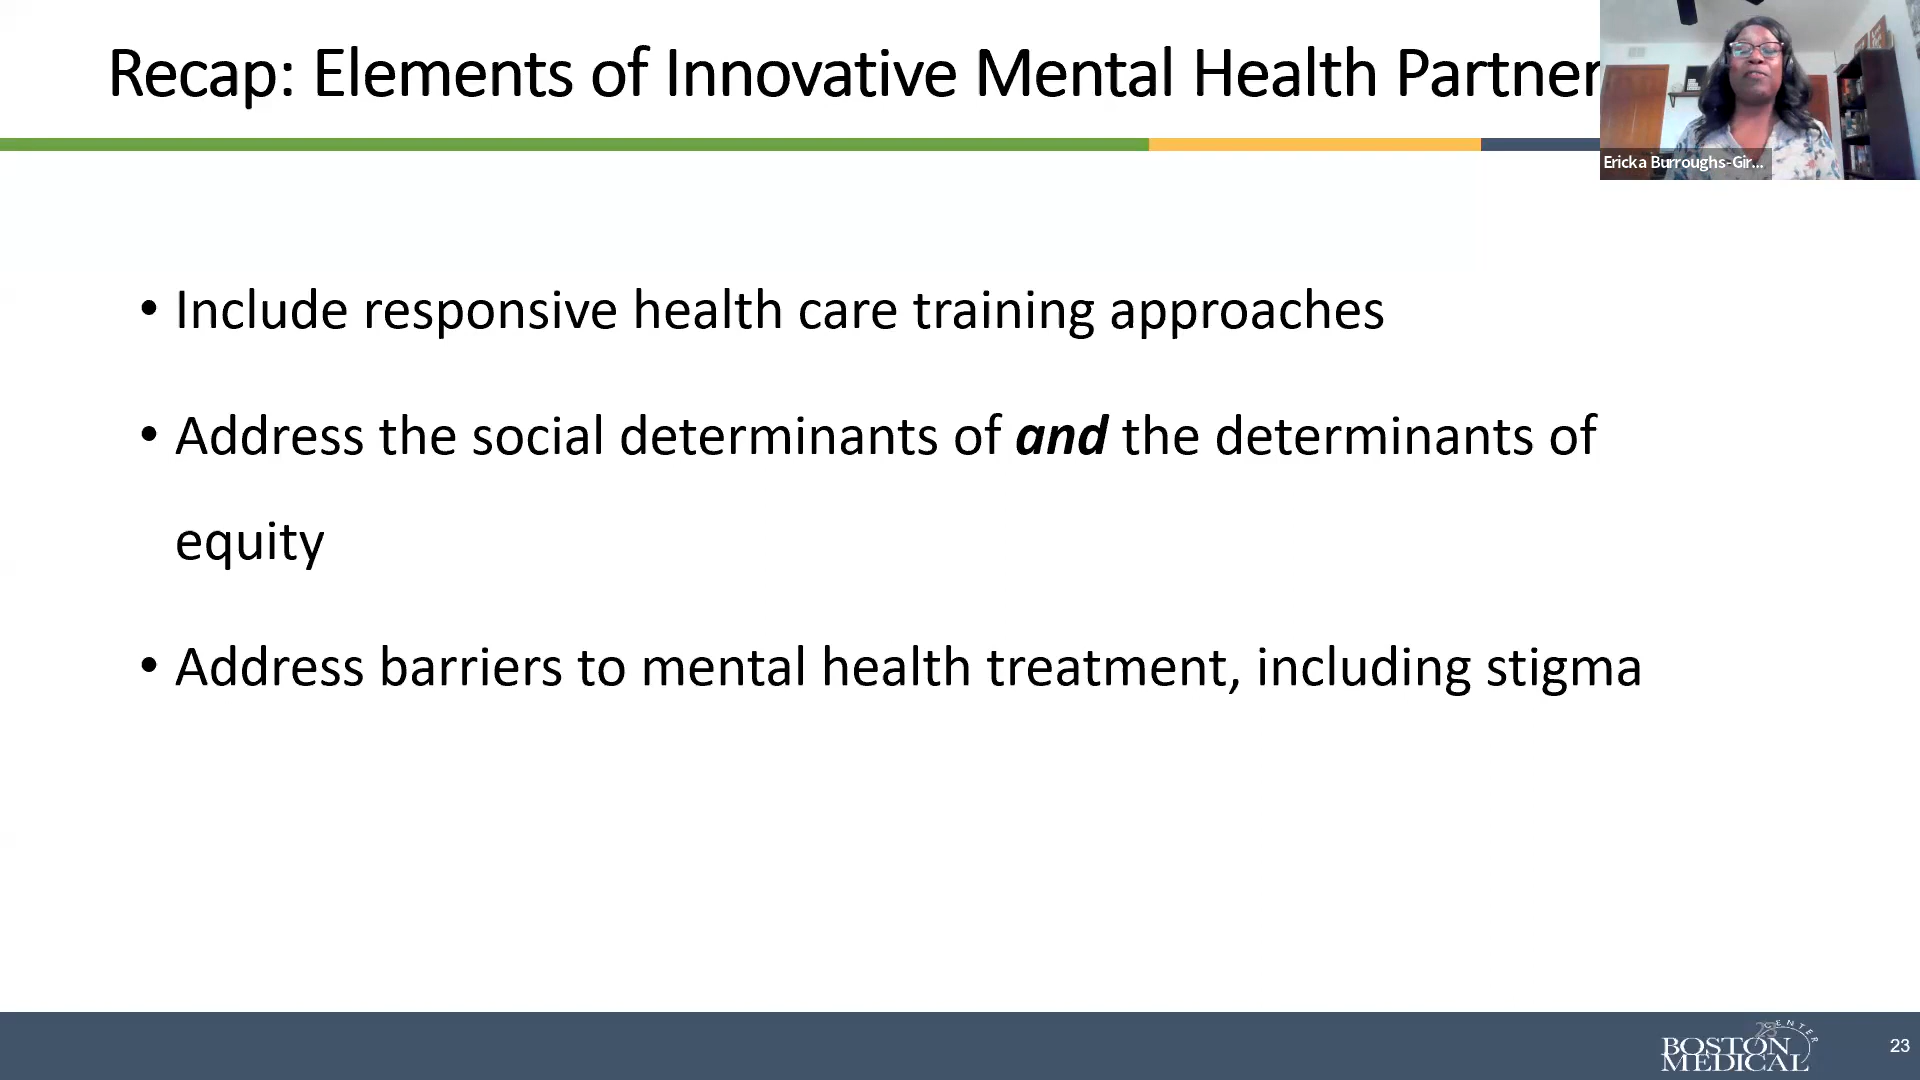 Recap: Elements of Innovative Mental Health Partner
Ericka Burroughs-Gir...
• Include responsive health care training approaches
• Address the social determinants of and the determinants of
equity
• Address barriers to mental health treatment, including stigma
CENTER
BOSTON
MEDICAL
23